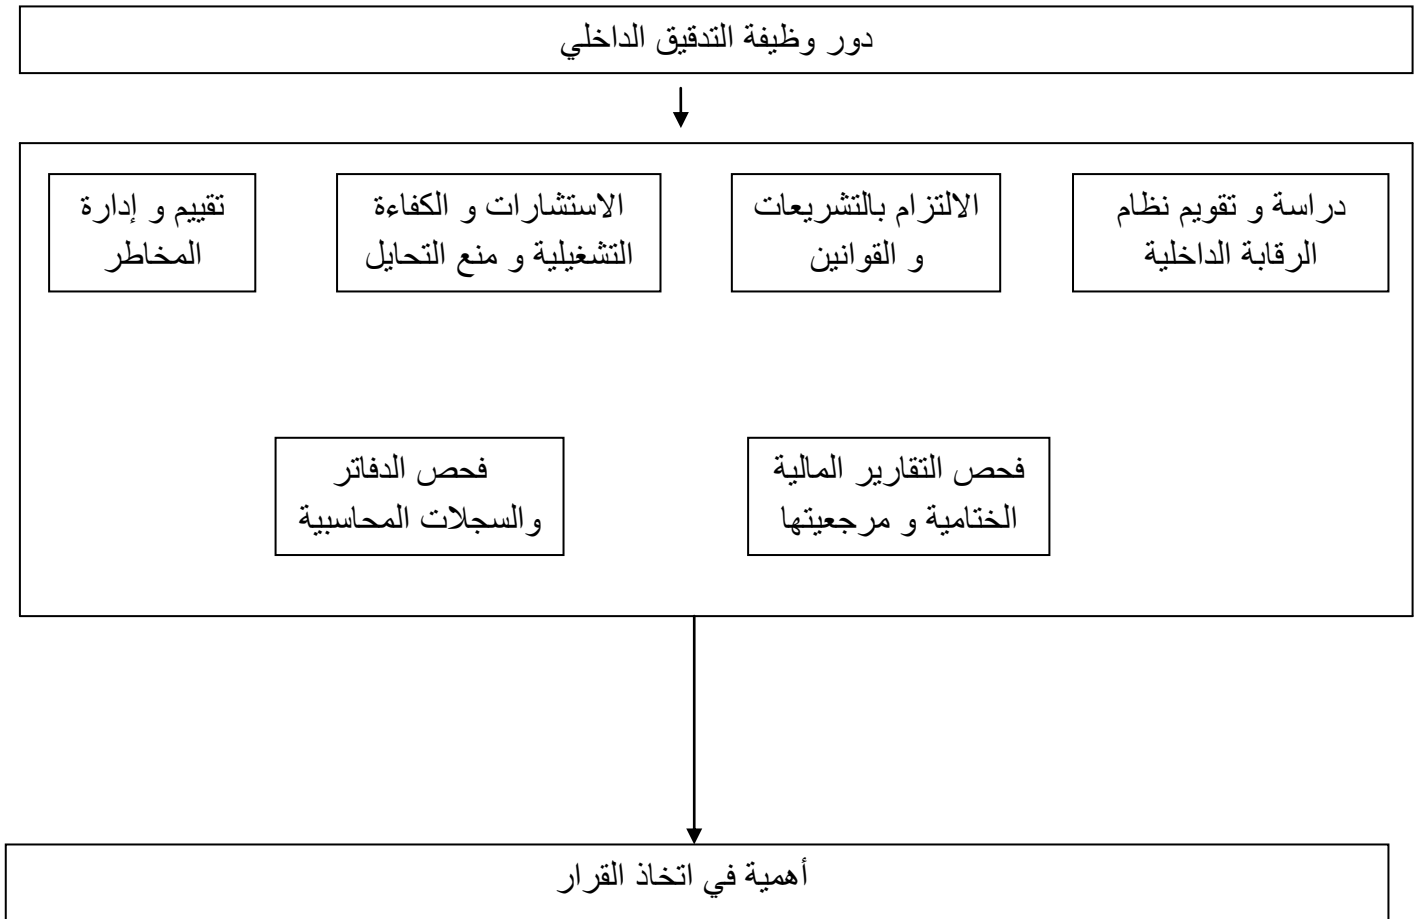 دور وظيفة التدقيق الداخلي
دراسة و تقويم نظام
الرقابة الداخلية
الالتزام بالتشريعات
و القوانين
الاستشارات و الكفاءة
التشغيلية و منع التحايل
تقييم و إدارة
المخاطر
فحص التقارير المالية
الختامية و مرجعيتها
فحص الدفاتر
والسجلات المحاسبية
أهمية في اتخاذ القرار